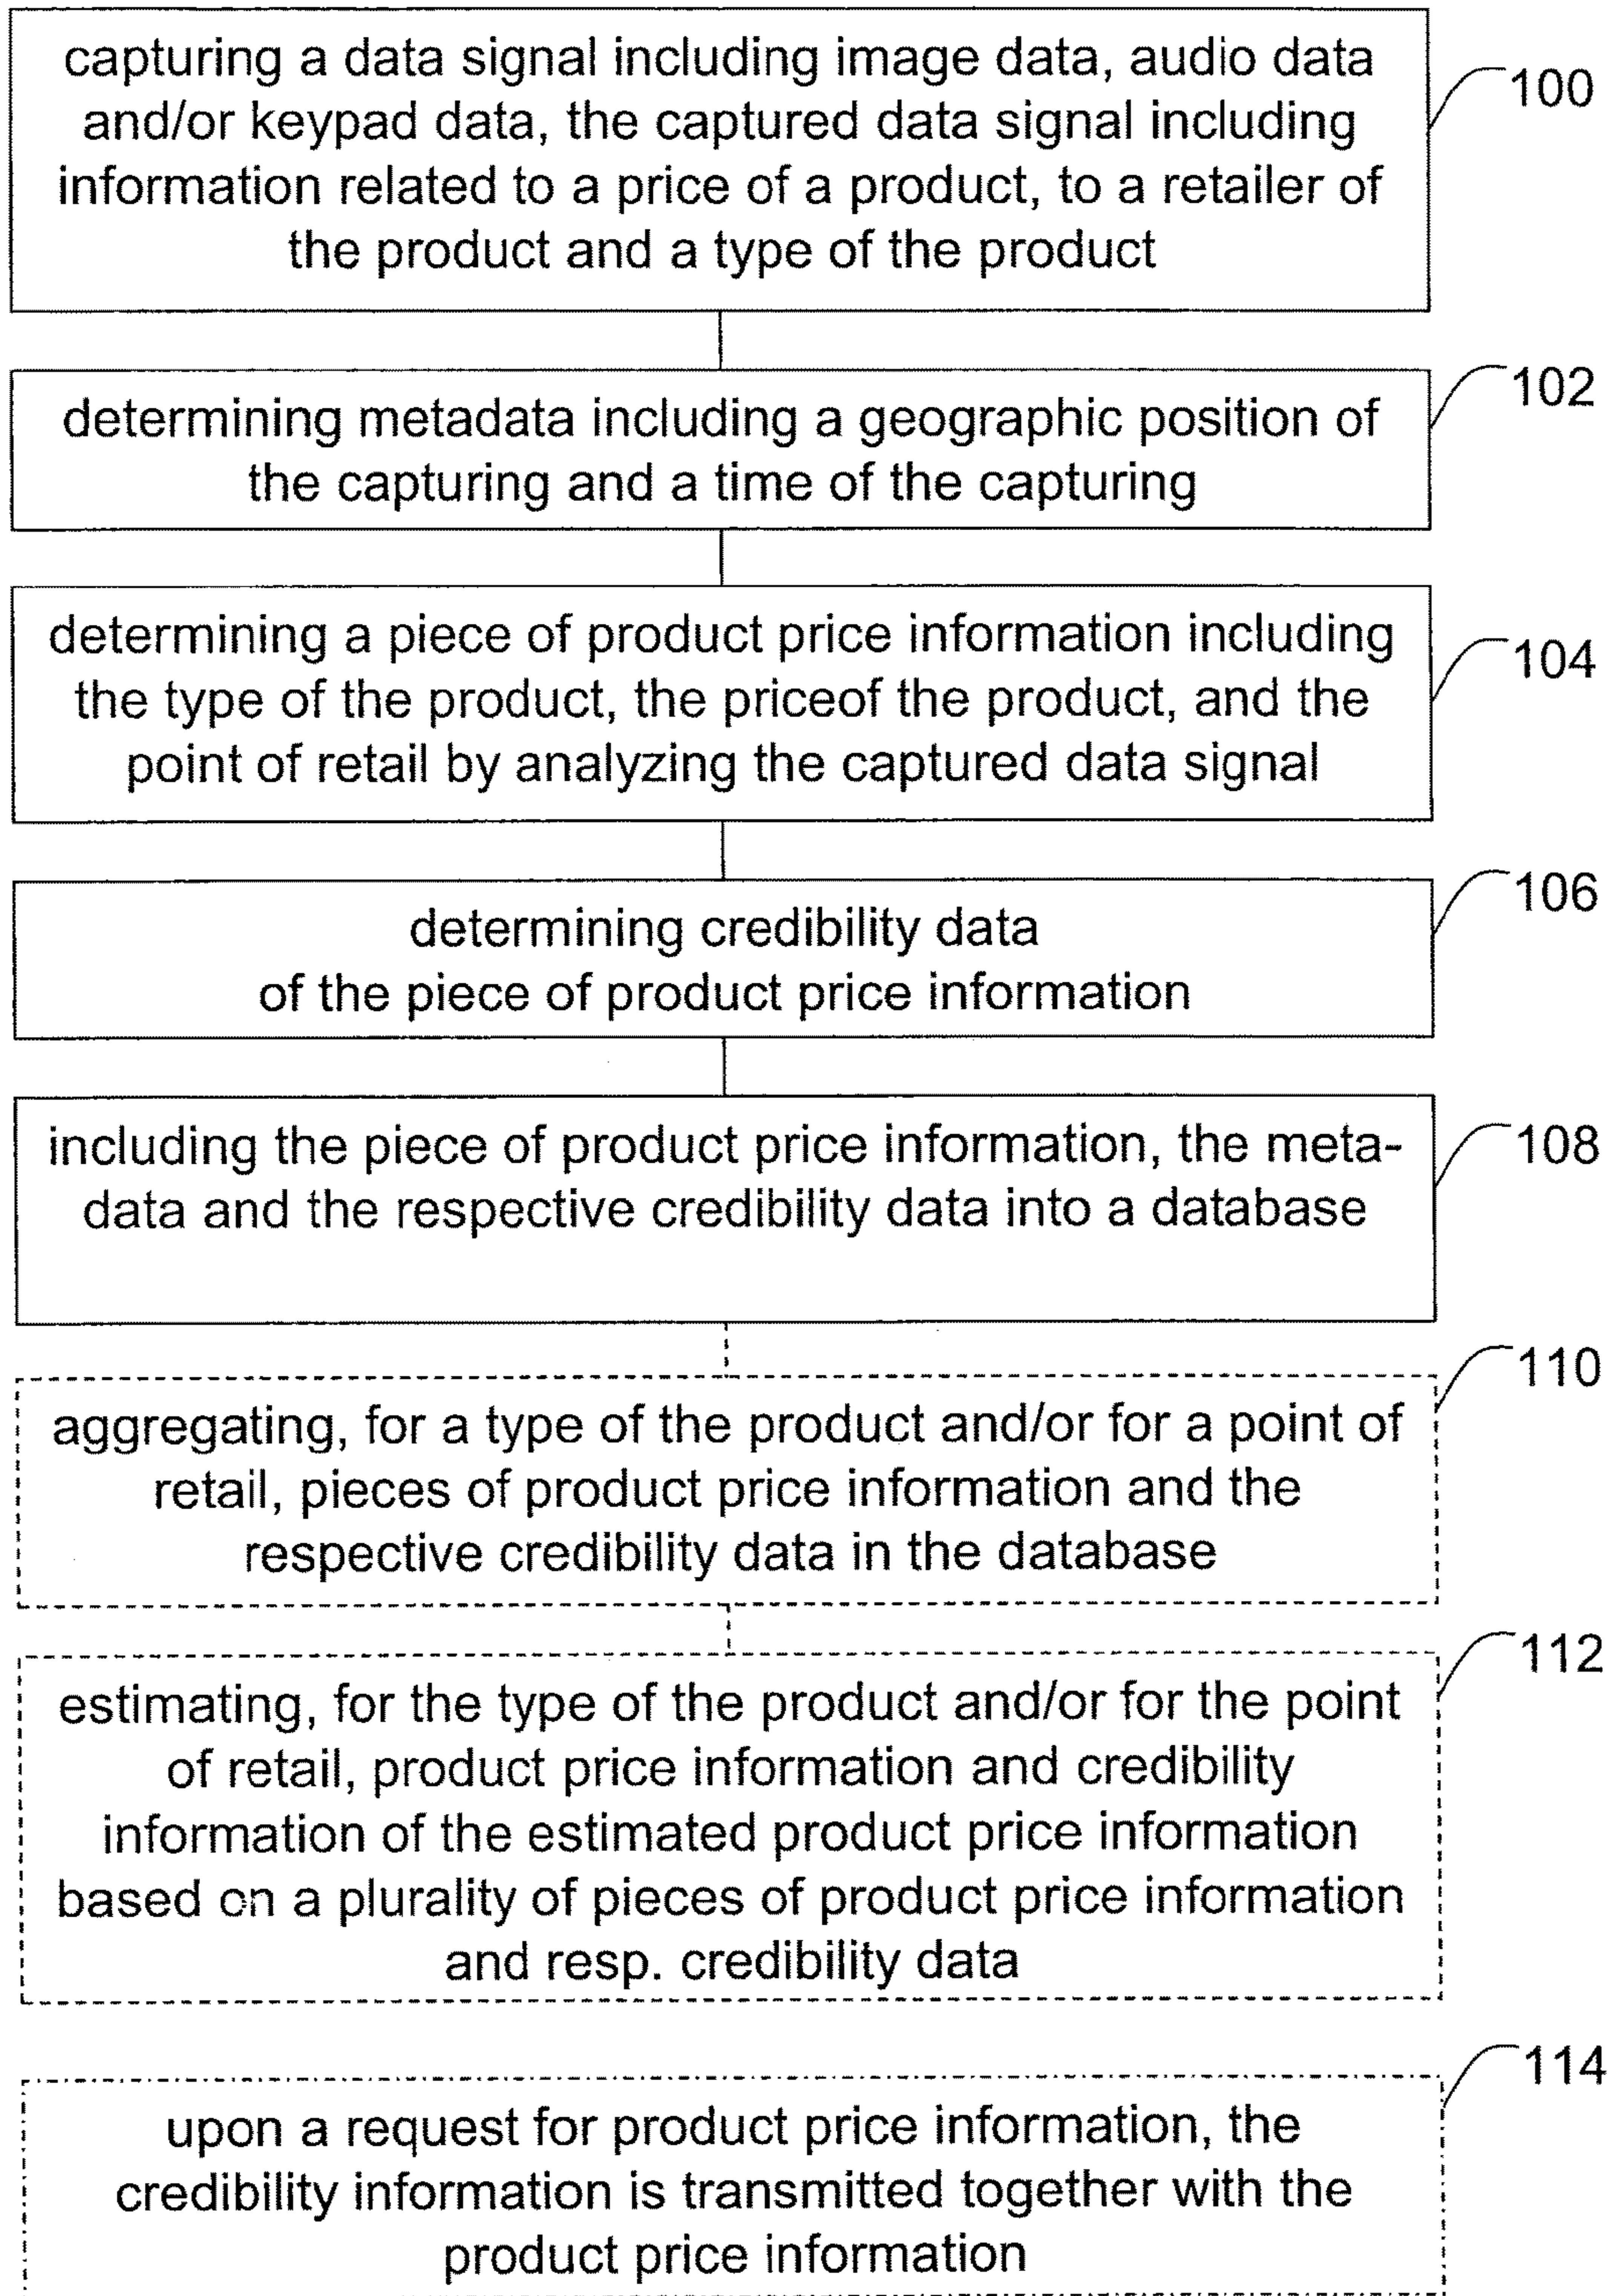 capturing a data signal including image data, audio data
and/or keypad data, the captured data signal including
information related to a price of a product, to a retailer of
the product and a type of the product
100
determining metadata including a geographic position of
the capturing and a time of the capturing
102
determining a piece of product price information including
the type of the product, the priceof the product, and the
point of retail by analyzing the captured data signal
104
determining credibility data
of the piece of product price information
106
including the piece of product price information, the meta-
data and the respective credibility data into a database
108
aggregating, for a type of the product and/or for a point of
retail, pieces of product price information and the
respective credibility data in the database
110
estimating, for the type of the product and/or for the point
of retail, product price information and credibility
information of the estimated product price information
based on a plurality of pieces of product price information
and resp. credibility data
112
upon a request for product price information, the
credibility information is transmitted together with the
product price information
114